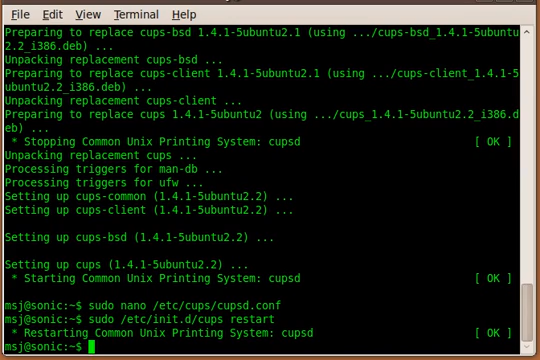 File Edit View Terminal Help
Preparing to replace cups-bsd 1.4.1-5ubuntu2.1 (using .../cups-bsd_1.4.1-5ubuntu
2.2_i386.deb) ...
Unpacking replacement cups-bsd ...
Preparing to replace cups-client 1.4.1-5ubuntu2.1 (using .../cups-client_1.4.1-5
ubuntu2.2_i386.deb) ...
Unpacking replacement cups-client ...
Preparing to replace cups 1.4.1-5ubuntu2 (using .../cups_1.4.1-5ubuntu2.2_i386.d
eb) ...
 * Stopping Common Unix Printing System: cupsd [ OK ]
Unpacking replacement cups ...
Processing triggers for man-db ...
Processing triggers for ufw ...
Setting up cups-common (1.4.1-5ubuntu2.2) ...
Setting up cups-client (1.4.1-5ubuntu2.2) ...
Setting up cups-bsd (1.4.1-5ubuntu2.2) ...
Setting up cups (1.4.1-5ubuntu2.2) ...
 * Starting Common Unix Printing System: cupsd [ OK ]
msj@sonic:~$ sudo nano /etc/cups/cupsd.conf
msj@sonic:~$ sudo /etc/init.d/cups restart
 * Restarting Common Unix Printing System: cupsd [ OK ]
msj@sonic:~$